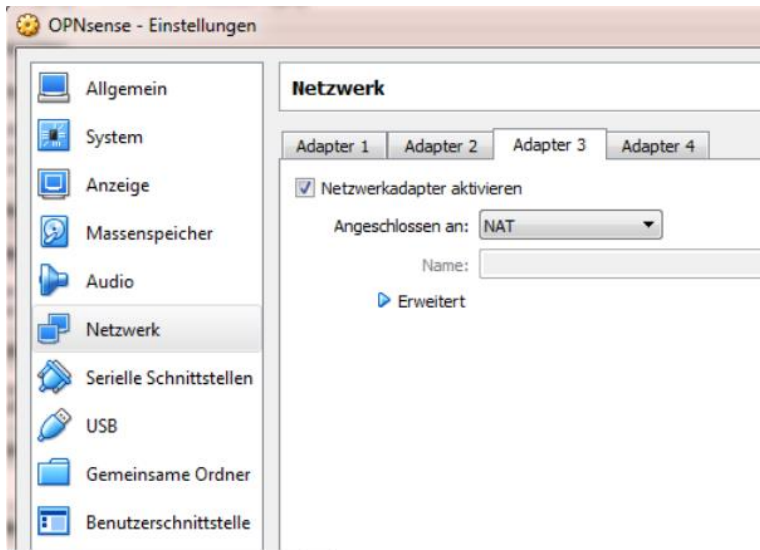 OPNsense - Einstellungen
Allgemein
System
Anzeige
Massenspeicher
Audio
Netzwerk
Serielle Schnittstellen
USB
Gemeinsame Ordner
Benutzerschnittstelle
Netzwerk
Adapter 1 Adapter 2 Adapter 3 Adapter 4
Netzwerkadapter aktivieren
Angeschlossen an: NAT
Name:
Erweitert